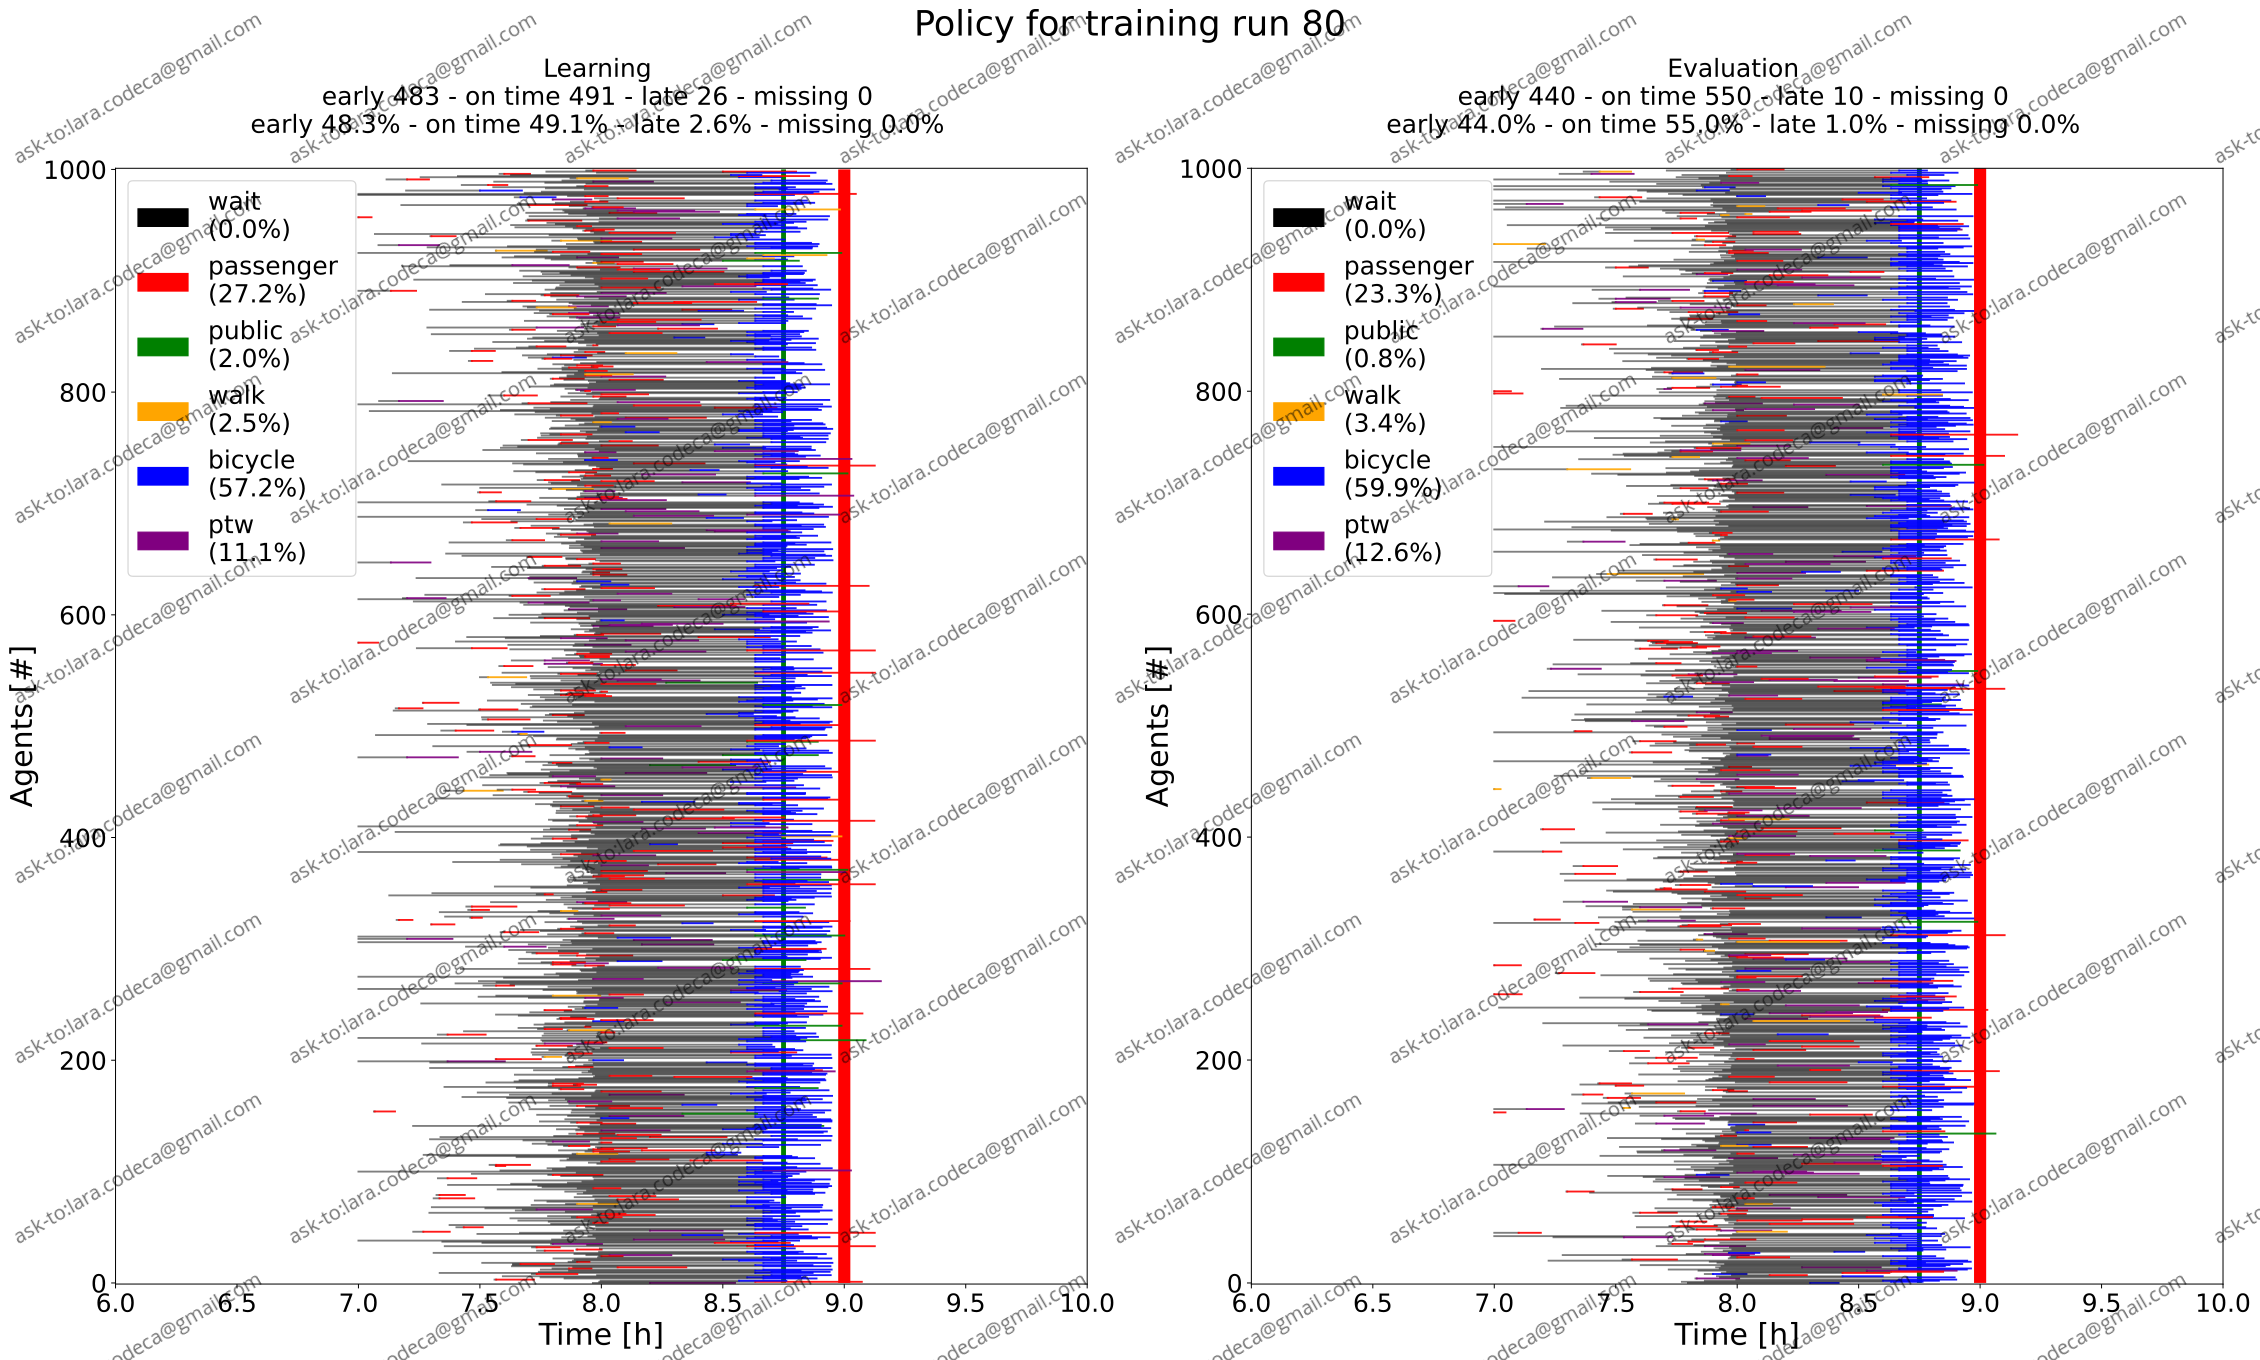 Policy for training run 80
Learning
early 483 - on time 491 - late 26 - missing 0
early 48.3% - on time 49.1% - late 2.6% - missing 0.0%
1000
800
600
400
200
0
Agents [#]
wait
(0.0%)
passenger
(27.2%)
public
(2.0%)
walk
(2.5%)
bicycle
(57.2%)
ptw
(11.1%)
6.0 6.5 7.0 7.5 8.0 8.5 9.0 9.5 10.0
Time [h]
Evaluation
early 440 - on time 550 - late 10 - missing 0
early 44.0% - on time 55.0% - late 1.0% - missing 0.0%
1000
800
600
400
200
0
Agents [#]
wait
(0.0%)
passenger
(23.3%)
public
(0.8%)
walk
(3.4%)
bicycle
(59.9%)
ptw
(12.6%)
6.0 6.5 7.0 7.5 8.0 8.5 9.0 9.5 10.0
Time [h]
ask-to:lara.codeca@gmail.com